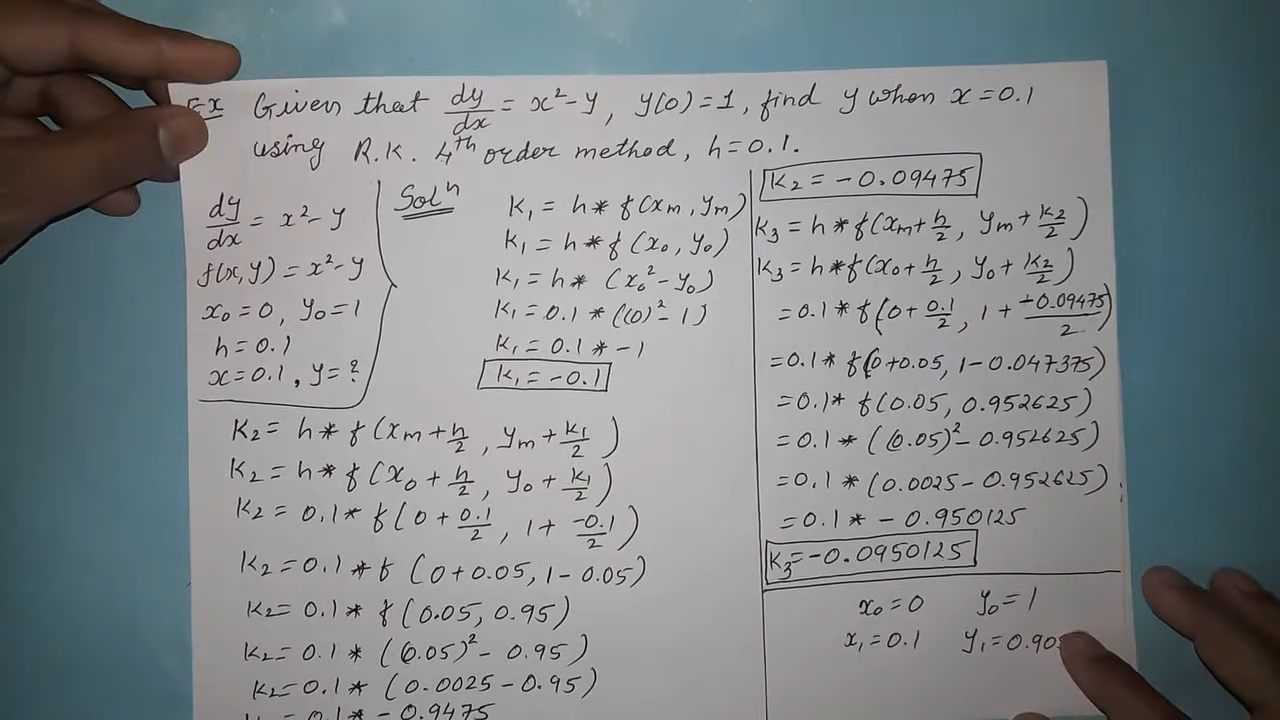 Ex Given that dy/dx = x² - y, y(0) = 1, find y when x = 0.1
using R.K. 4th order method, h = 0.1.
dy/dx = x² - y
f(x, y) = x² - y
x₀ = 0, y₀ = 1
h = 0.1
x = 0.1, y = ?
Solⁿ
K₁ = h * f(xₘ, yₘ)
K₁ = h * f(x₀, y₀)
K₁ = h * (x₀² - y₀)
K₁ = 0.1 * ((0)² - 1)
K₁ = 0.1 * -1
K₁ = -0.1
K₂ = h * f(xₘ + h/2, yₘ + K₁/2)
K₂ = h * f(x₀ + h/2, y₀ + K₁/2)
K₂ = 0.1 * f(0 + 0.1/2, 1 + -0.1/2)
K₂ = 0.1 * f(0 + 0.05, 1 - 0.05)
K₂ = 0.1 * f(0.05, 0.95)
K₂ = 0.1 * ((0.05)² - 0.95)
K₂ = 0.1 * (0.0025 - 0.95)
= 0.1 * -0.9475
K₂ = -0.09475
K₃ = h * f(xₘ + h/2, yₘ + K₂/2)
K₃ = h * f(x₀ + h/2, y₀ + K₂/2)
= 0.1 * f(0 + 0.1/2, 1 + -0.09475/2)
= 0.1 * f(0 + 0.05, 1 - 0.047375)
= 0.1 * f(0.05, 0.952625)
= 0.1 * ((0.05)² - 0.952625)
= 0.1 * (0.0025 - 0.952625)
= 0.1 * -0.950125
K₃ = -0.0950125
x₀ = 0 y₀ = 1
x₁ = 0.1 y₁ = 0.90